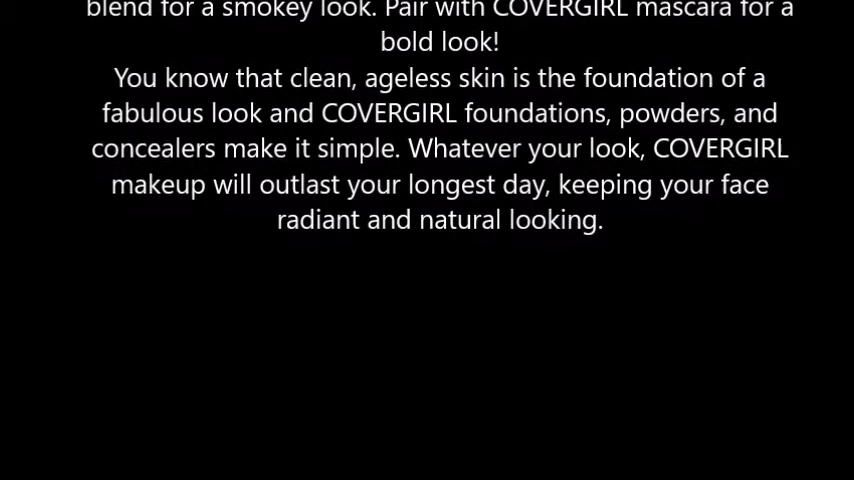 blend for a smokey look. Pair with COVERGIRL mascara for a
bold look!
You know that clean, ageless skin is the foundation of a
fabulous look and COVERGIRL foundations, powders, and
concealers make it simple. Whatever your look, COVERGIRL
makeup will outlast your longest day, keeping your face
radiant and natural looking.